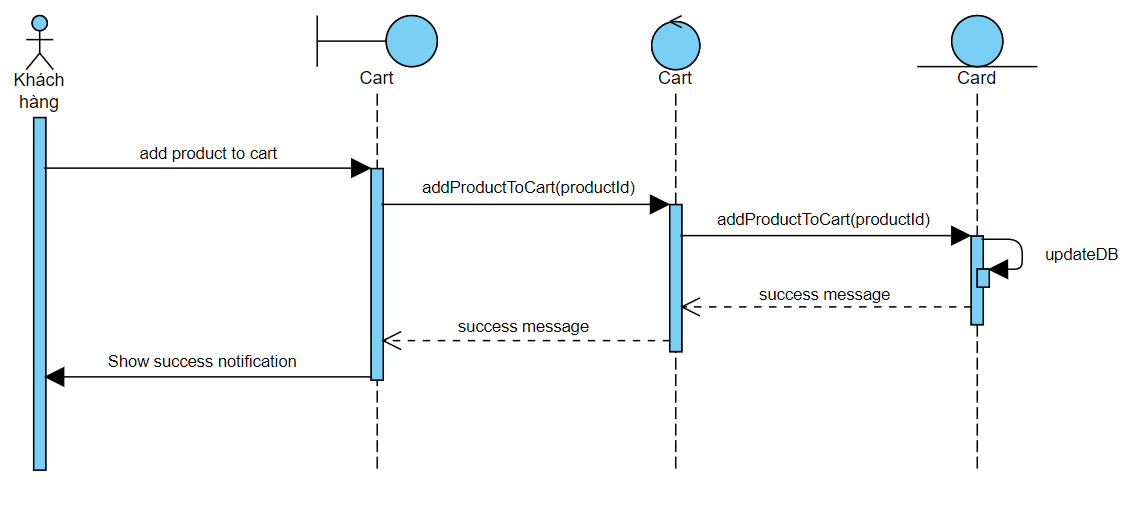 Khách
hàng
Cart
Cart
Card
add product to cart
addProductToCart(productId)
addProductToCart(productId)
updateDB
success message
success message
Show success notification